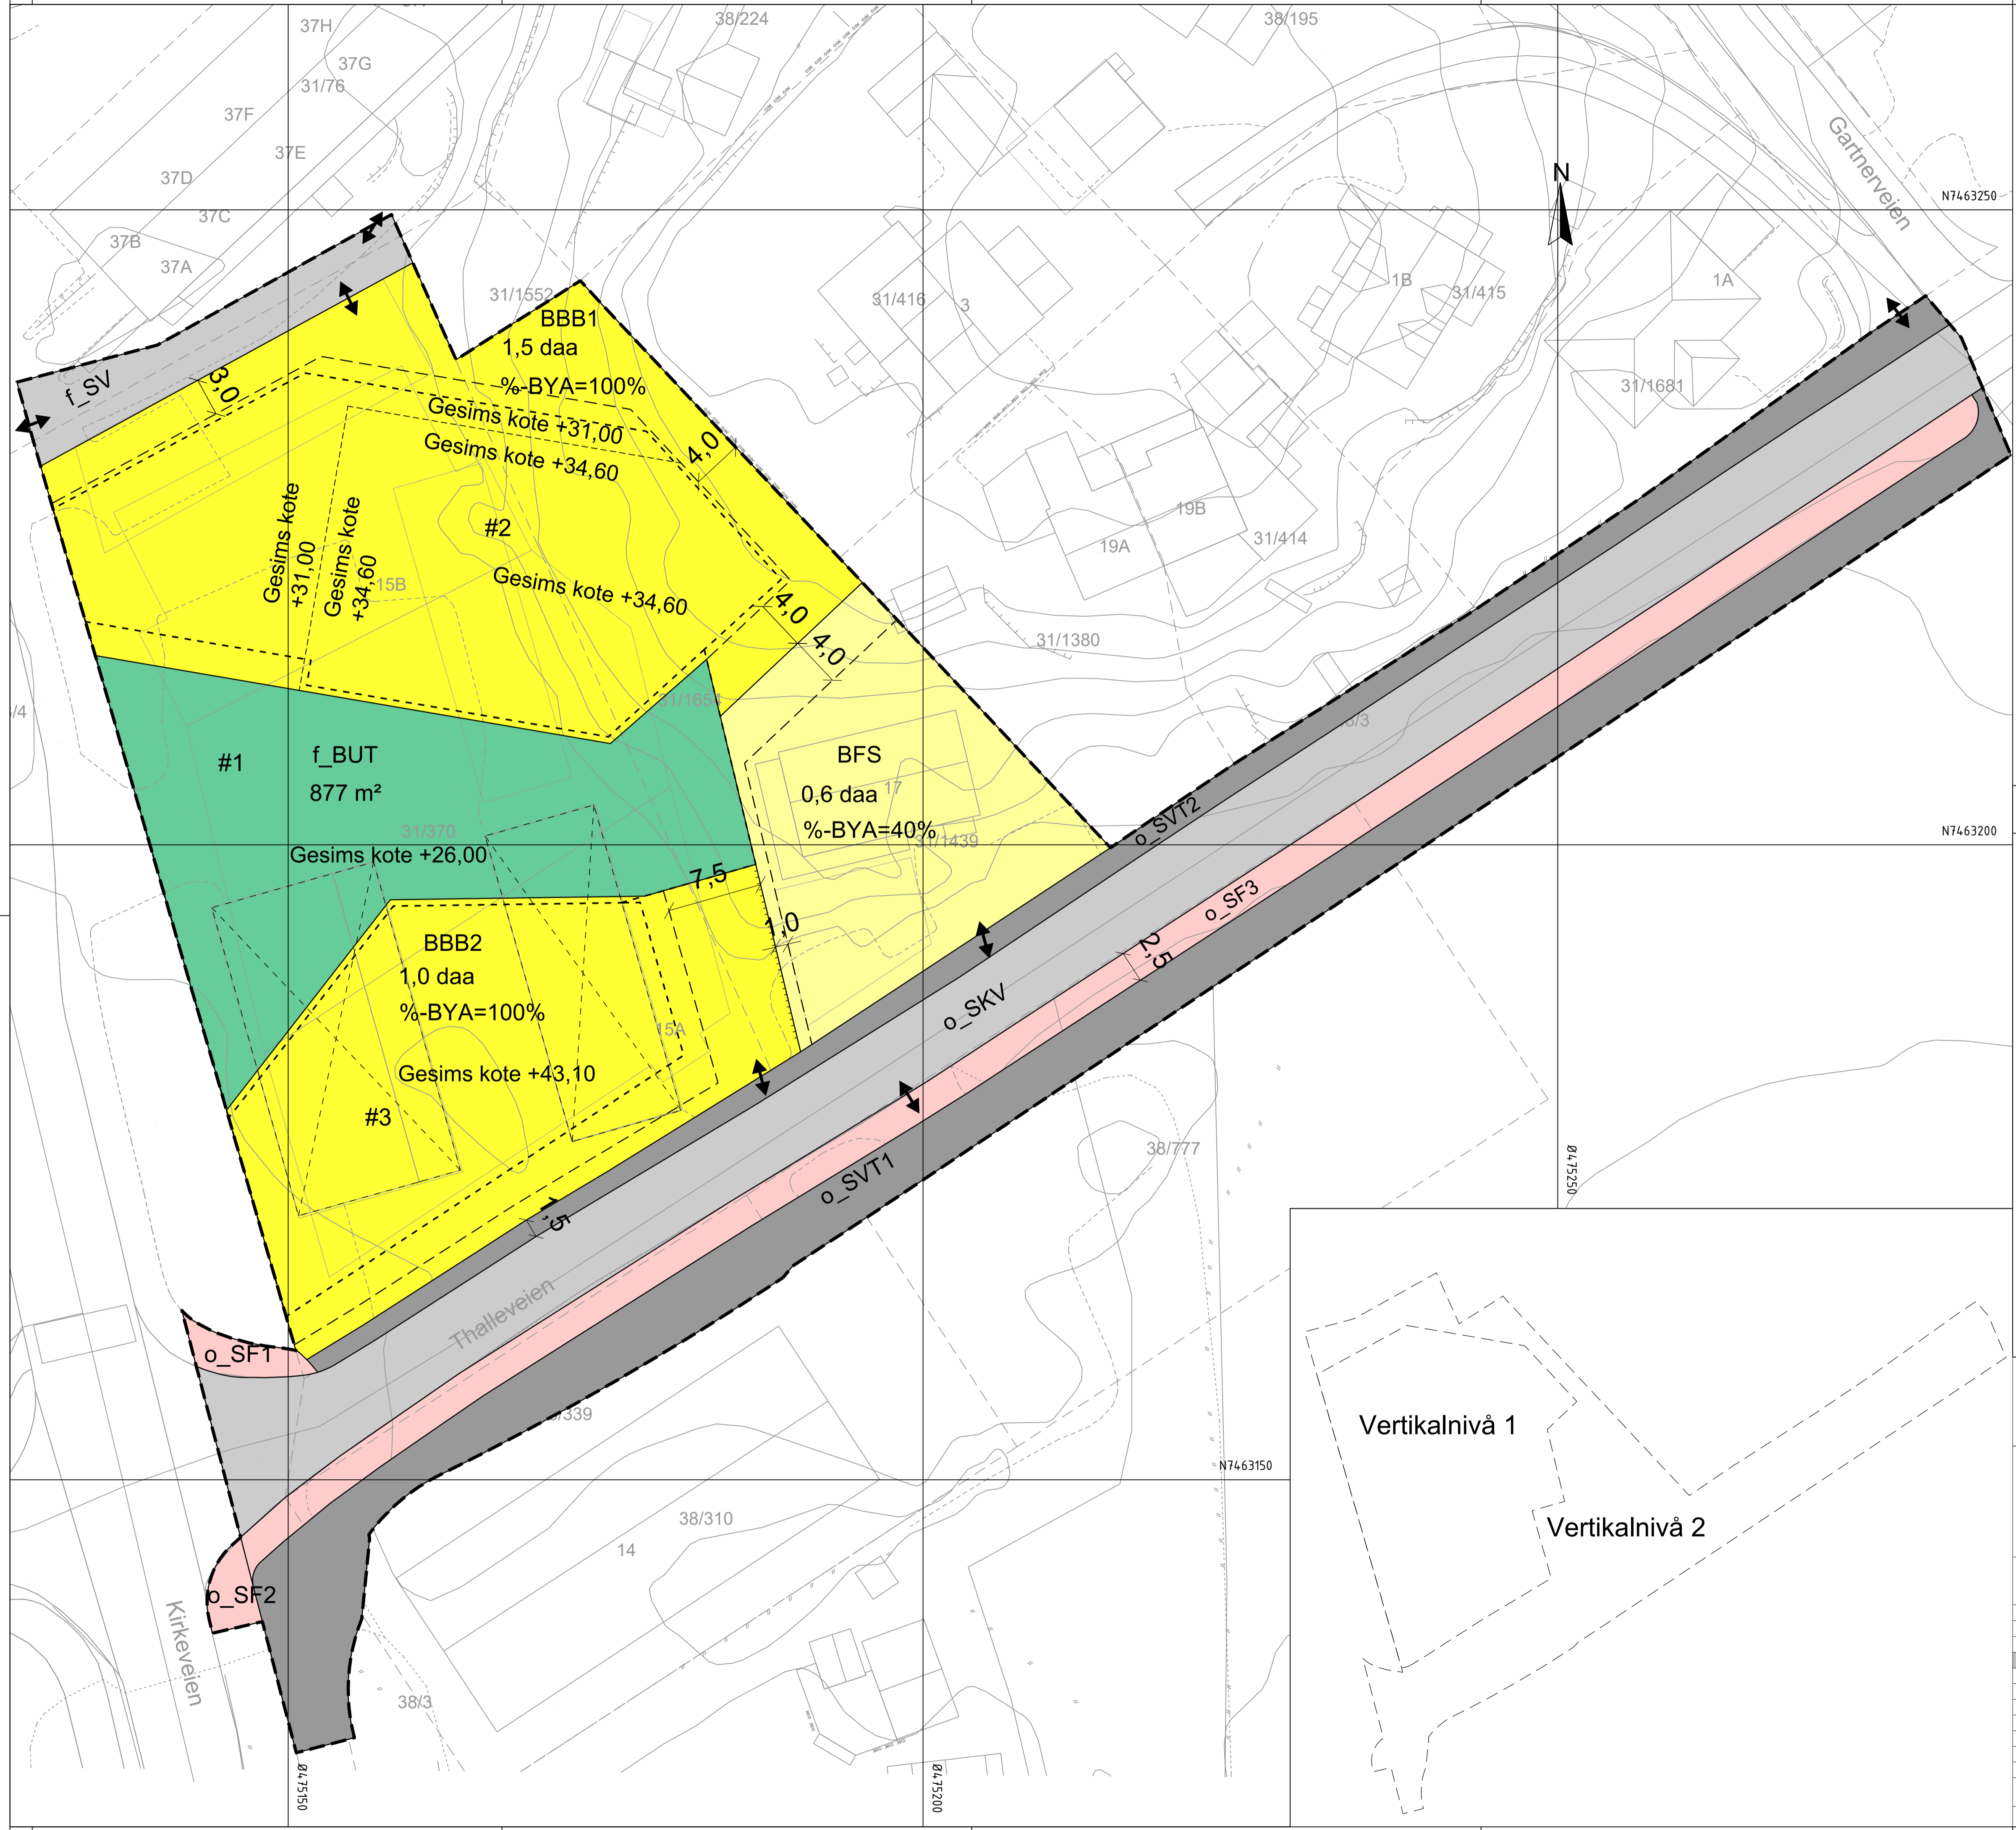 37H
38/224
38/195
37G
31/76
37F
37E
37D
37C
37B
37A
Gartnerveien
N7463250
N
31/1552
31/416
3
1B
31/415
1A
31/1681
BBB1
1,5 daa
%-BYA=100%
Gesims kote +31,00
Gesims kote +34,60
f_SV
3,0
4,0
Gesims kote
+31,00
Gesims kote
+34,60
#2
15B
Gesims kote +34,60
4,0
4,0
19B
19A
31/414
31/1380
31/1654
#1
f_BUT
877 m²
31/370
Gesims kote +26,00
BFS
0,6 daa
17
%-BYA=40%
31/1439
N7463200
7,5
1,0
BBB2
1,0 daa
%-BYA=100%
15A
Gesims kote +43,10
#3
o_SVT2
o_SF3
2,5
o_SKV
o_SVT1
1,5
38/777
Ø475250
Thalleveien
o_SF1
o_SF2
Kirkeveien
38/310
14
38/3
N7463150
Ø475150
Ø475200
Vertikalnivå 1
Vertikalnivå 2